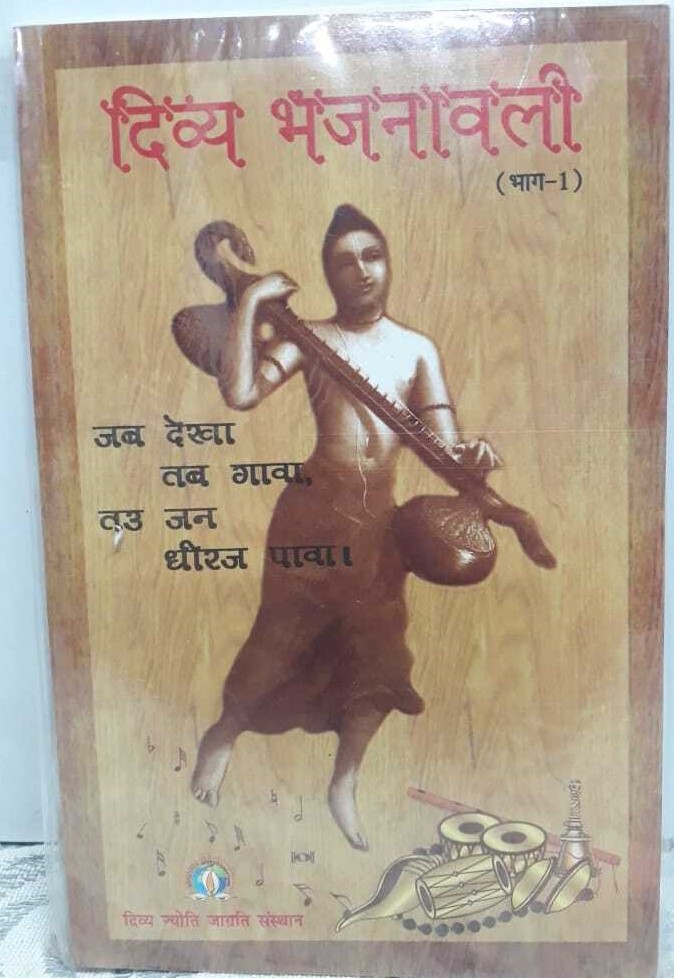 दिव्य भजनावली
(भाग-1)
जब देखा
तब गावा,
तउ जन
धीरज पावा।
दिव्य ज्योति जाग्रति संस्थान